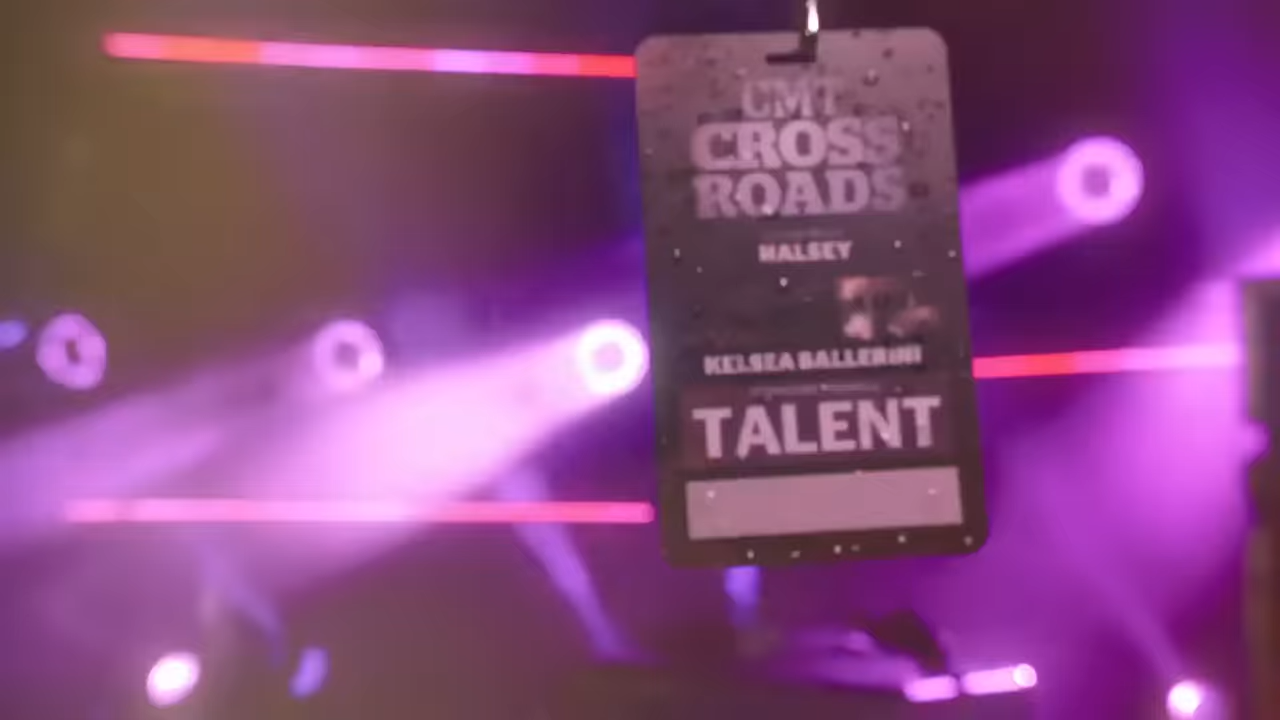 CMT
CROSS
ROADS
HALSEY
KELSEA BALLERINI
TALENT